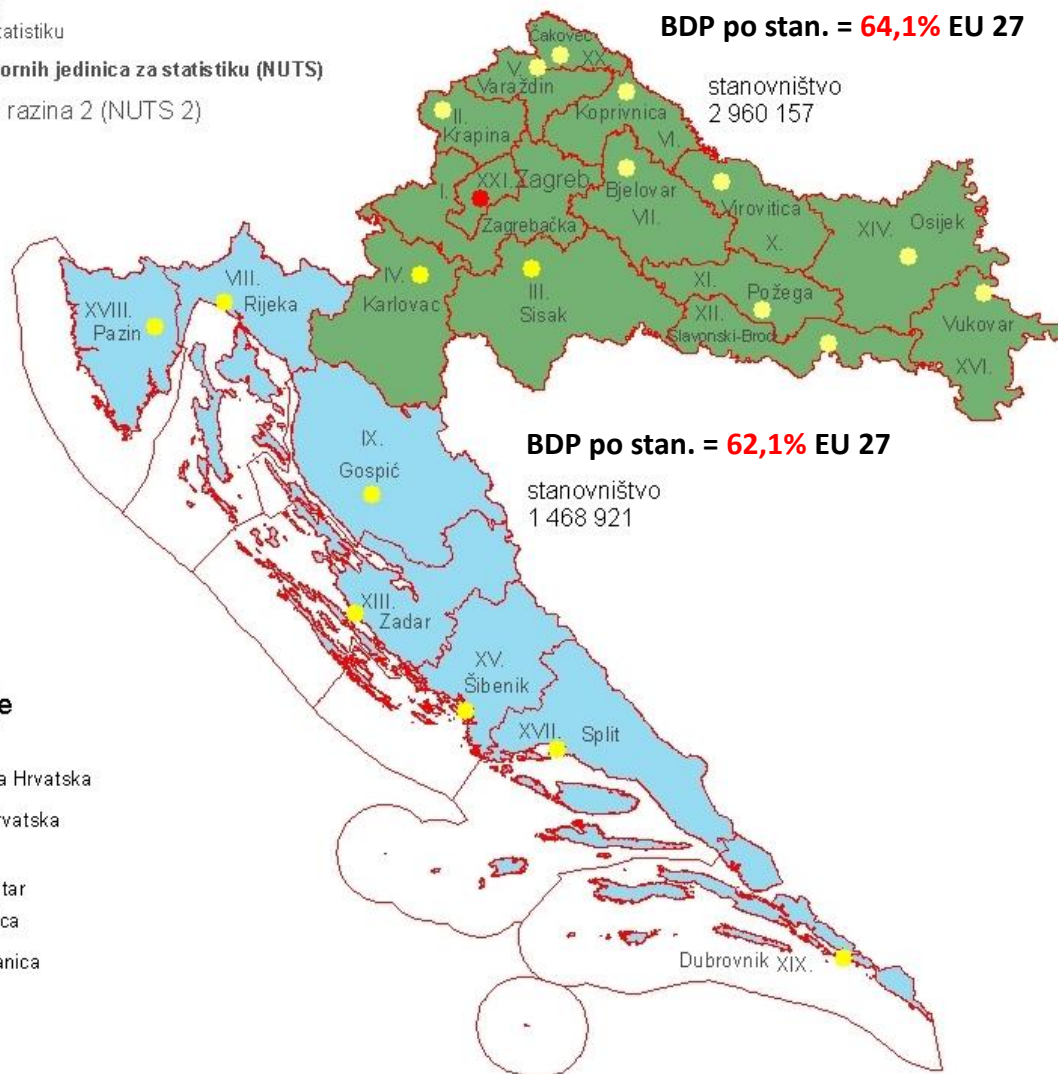 tatistiku
BDP po stan. = 64,1% EU 27
ornih jedinica za statistiku (NUTS)
razina 2 (NUTS 2)
stanovništvo
2 960 157
Čakovec
XX.
V.
Varaždin
Koprivnica
VI.
II.
Krapina
I.
XXI. Zagreb
Zagrebačka
Bjelovar
VII.
Virovitica
X.
XIV.
Osijek
IV.
Karlovac
III.
Sisak
XI.
Požega
XII.
Slavonski-Brod
Vukovar
XVI.
VIII.
Rijeka
XVIII.
Pazin
BDP po stan. = 62,1% EU 27
stanovništvo
1 468 921
IX.
Gospić
XIII.
Zadar
XV.
Šibenik
XVII.
Split
e
a Hrvatska
rvatska
tar
ca
anica
Dubrovnik XIX.